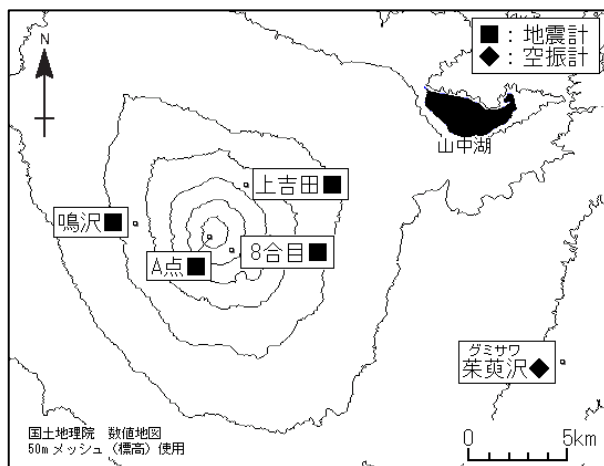 N
■：地震計
◆：空振計
山中湖
上吉田■
鳴沢■
8合目■
A点■
グミサワ
茱萸沢◆
国土地理院 数値地図
50mメッシュ（標高）使用
0 5km